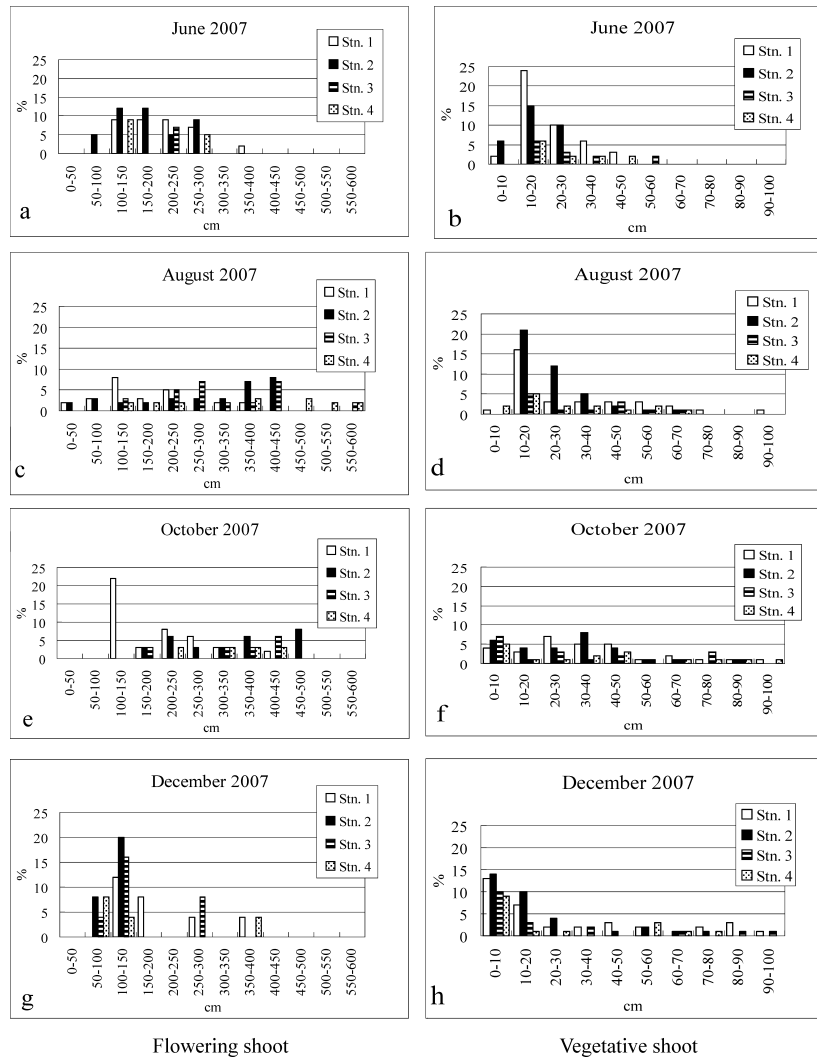 June 2007
Stn. 1
Stn. 2
Stn. 3
Stn. 4
25
20
15
10
5
0
%
0-50
50-100
100-150
150-200
200-250
250-300
300-350
350-400
400-450
450-500
500-550
550-600
cm
a
June 2007
Stn. 1
Stn. 2
Stn. 3
Stn. 4
25
20
15
10
5
0
%
0-10
10-20
20-30
30-40
40-50
50-60
60-70
70-80
80-90
90-100
cm
b
August 2007
Stn. 1
Stn. 2
Stn. 3
Stn. 4
25
20
15
10
5
0
%
0-50
50-100
100-150
150-200
200-250
250-300
300-350
350-400
400-450
450-500
500-550
550-600
cm
c
August 2007
Stn. 1
Stn. 2
Stn. 3
Stn. 4
25
20
15
10
5
0
%
0-10
10-20
20-30
30-40
40-50
50-60
60-70
70-80
80-90
90-100
cm
d
October 2007
Stn. 1
Stn. 2
Stn. 3
Stn. 4
25
20
15
10
5
0
%
0-50
50-100
100-150
150-200
200-250
250-300
300-350
350-400
400-450
450-500
500-550
550-600
cm
e
October 2007
Stn. 1
Stn. 2
Stn. 3
Stn. 4
25
20
15
10
5
0
%
0-10
10-20
20-30
30-40
40-50
50-60
60-70
70-80
80-90
90-100
cm
f
December 2007
Stn. 1
Stn. 2
Stn. 3
Stn. 4
25
20
15
10
5
0
%
0-50
50-100
100-150
150-200
200-250
250-300
300-350
350-400
400-450
450-500
500-550
550-600
cm
g
December 2007
Stn. 1
Stn. 2
Stn. 3
Stn. 4
25
20
15
10
5
0
%
0-10
10-20
20-30
30-40
40-50
50-60
60-70
70-80
80-90
90-100
cm
h
Flowering shoot
Vegetative shoot